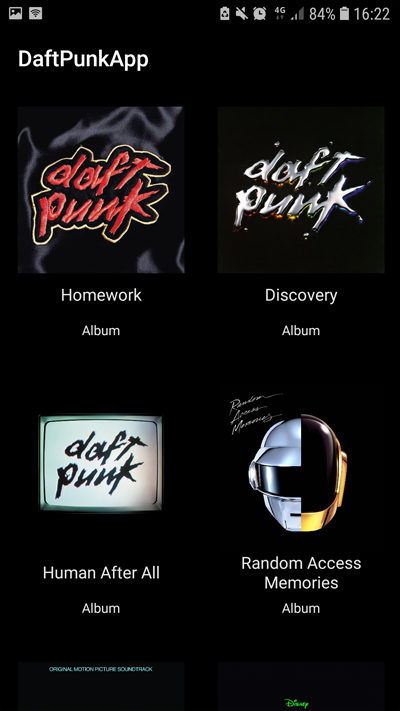 4G 84% 16:22
DaftPunkApp
daft
punk
daft
punk
Homework
Discovery
Album
Album
daft
punk
Random
Access
Memories
Human After All
Random Access
Memories
Album
Album
ORIGINAL MOTION PICTURE SOUNDTRACK
Disney